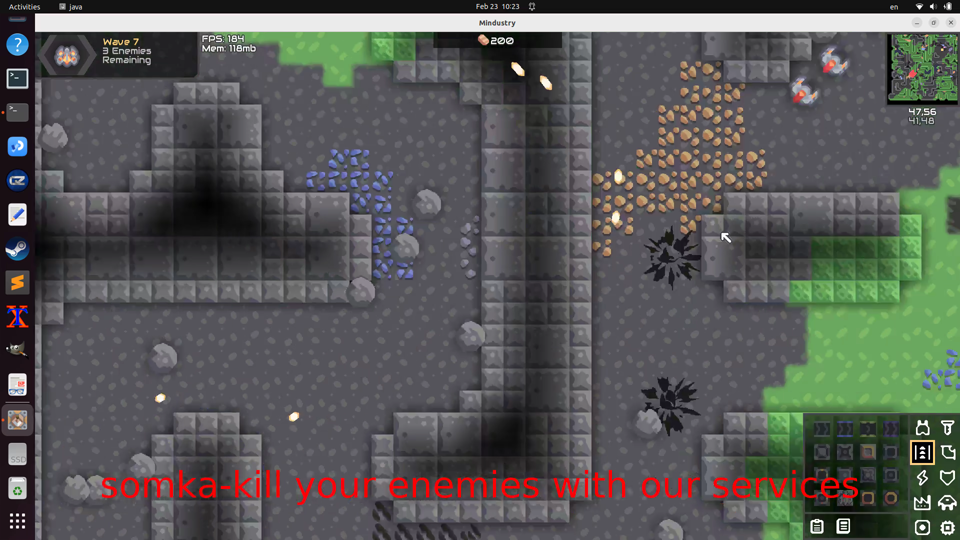 Activities
java
Feb 23 10:23
en
Mindustry
Wave 7
3 Enemies
Remaining
FPS: 184
Mem: 118mb
200
47,56
41,48
SSD
somka-kill your enemies with our services